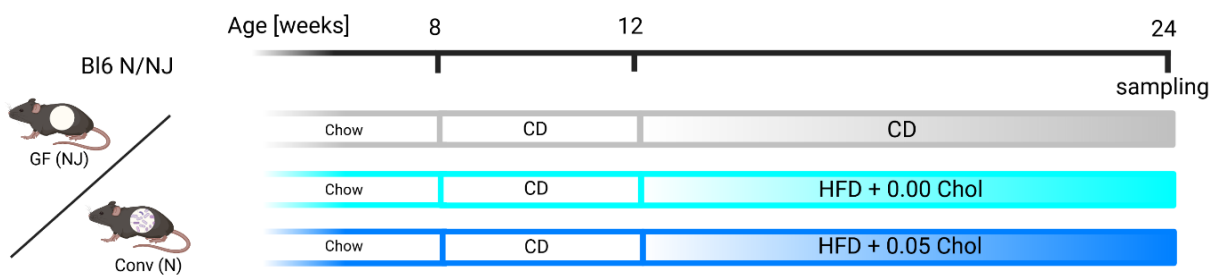 Age [weeks] 8 12 24
Bl6 N/NJ
sampling
GF (NJ)
Chow CD CD
Chow CD HFD + 0.00 Chol
Conv (N)
Chow CD HFD + 0.05 Chol